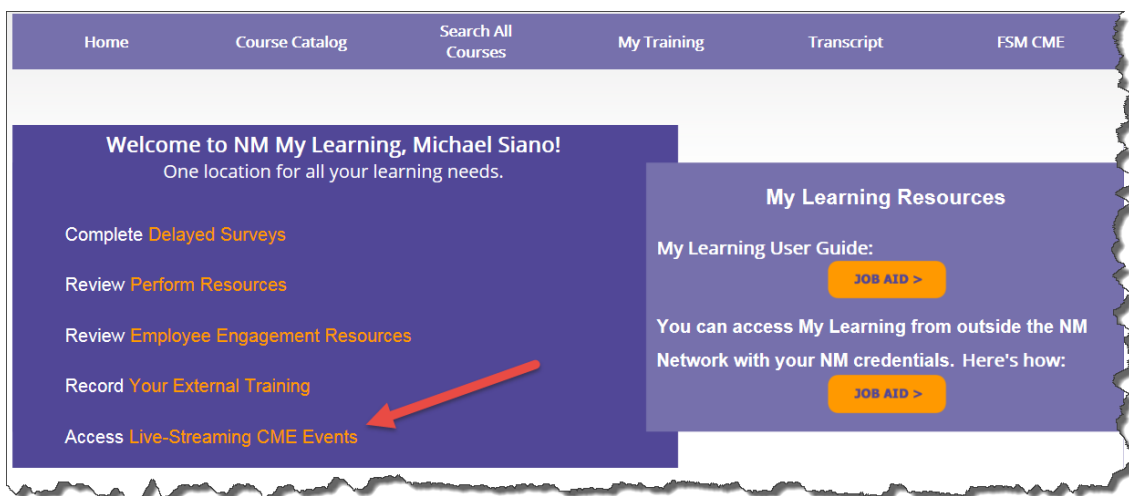 Home
Course Catalog
Search All
Courses
My Training
Transcript
FSM CME
Welcome to NM My Learning, Michael Siano!
One location for all your learning needs.
Complete Delayed Surveys
Review Perform Resources
Review Employee Engagement Resources
Record Your External Training
Access Live-Streaming CME Events
My Learning Resources
My Learning User Guide:
JOB AID >
You can access My Learning from outside the NM
Network with your NM credentials. Here's how:
JOB AID >